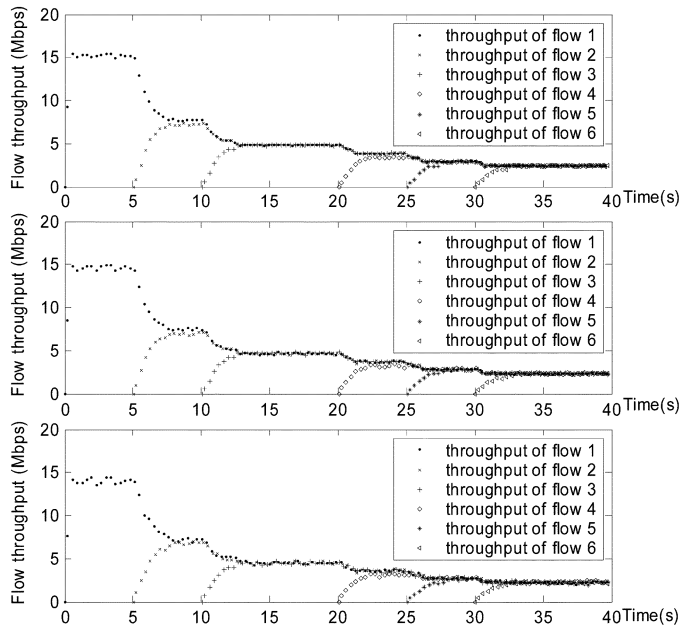 20
15
10
5
0
Flow throughput (Mbps)
throughput of flow 1
throughput of flow 2
throughput of flow 3
throughput of flow 4
throughput of flow 5
throughput of flow 6
0 5 10 15 20 25 30 35 40 Time(s)
20
15
10
5
0
Flow throughput (Mbps)
throughput of flow 1
throughput of flow 2
throughput of flow 3
throughput of flow 4
throughput of flow 5
throughput of flow 6
0 5 10 15 20 25 30 35 40 Time(s)
20
15
10
5
0
Flow throughput (Mbps)
throughput of flow 1
throughput of flow 2
throughput of flow 3
throughput of flow 4
throughput of flow 5
throughput of flow 6
0 5 10 15 20 25 30 35 40 Time(s)